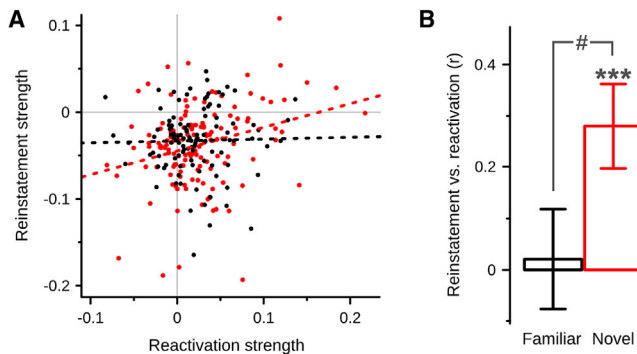 A
Reinstatement strength
0.1
0
-0.1
-0.2
-0.1
0
0.1
0.2
Reactivation strength
B
Reinstatement vs. reactivation (r)
0.4
0.2
0
#
***
Familiar
Novel